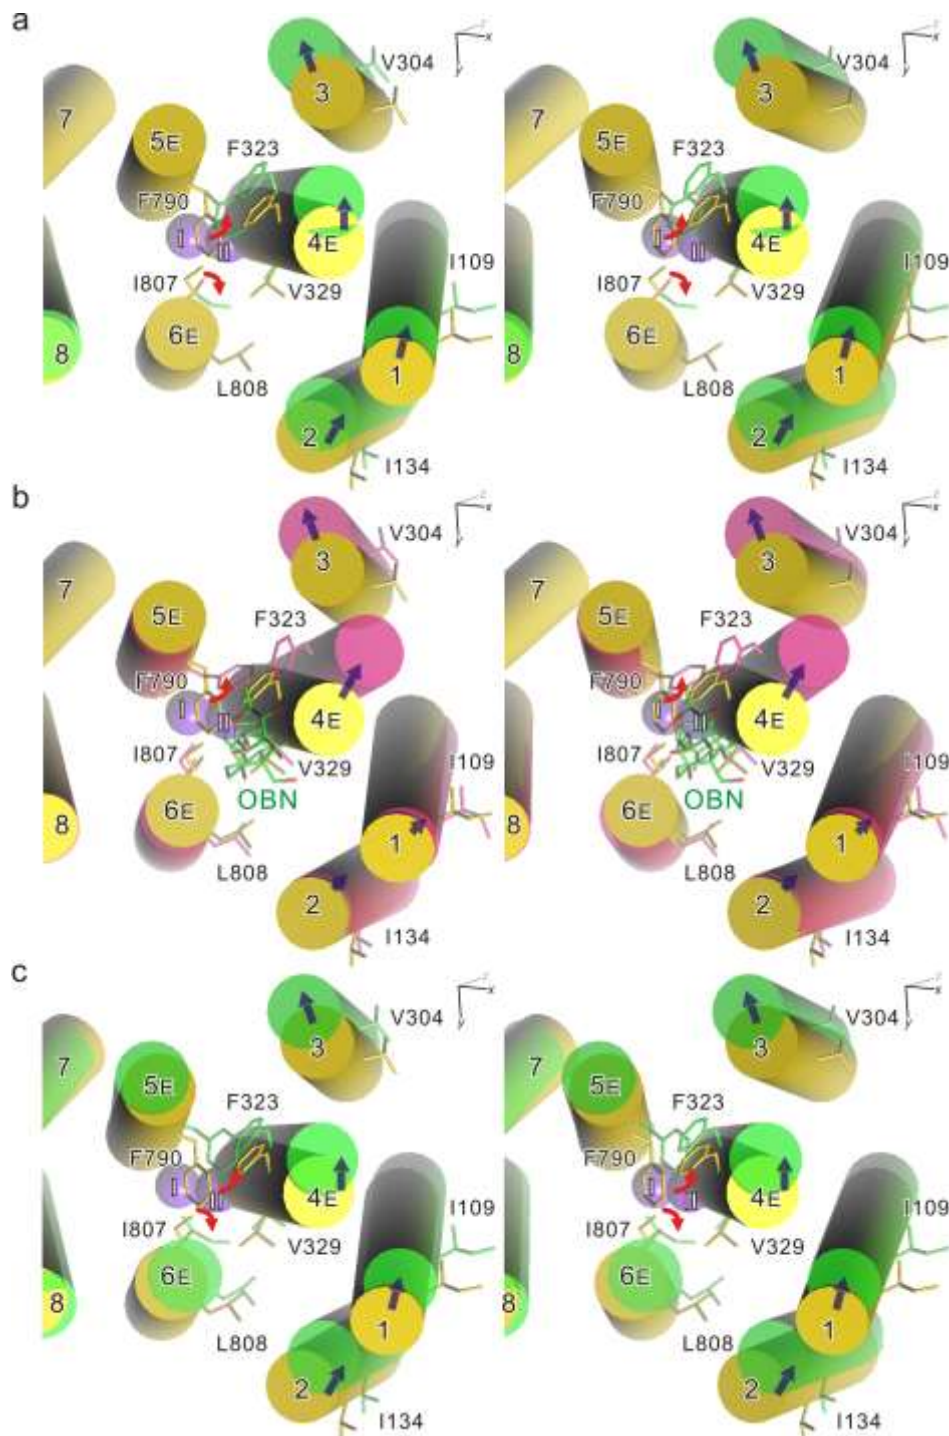 a
V304 z x y
3
7
5E
F323
F790
I II
4E
I109
I807
V329
6E
8
L808
1
2
I134
V304 z x y
3
7
5E
F323
F790
I II
4E
I109
I807
V329
6E
8
L808
1
2
I134
b
V304 z x y
3
7
5E
F323
F790
I II
4E
I109
I807
V329
OBN
6E
8
L808
1
2
I134
V304 z x y
3
7
5E
F323
F790
I II
4E
I109
I807
V329
OBN
6E
8
L808
1
2
I134
c
V304 z x y
3
7
5E
F323
F790
I II
4E
I109
I807
V329
6E
8
L808
1
2
I134
V304 z x y
3
7
5E
F323
F790
I II
4E
I109
I807
V329
6E
8
L808
1
2
I134